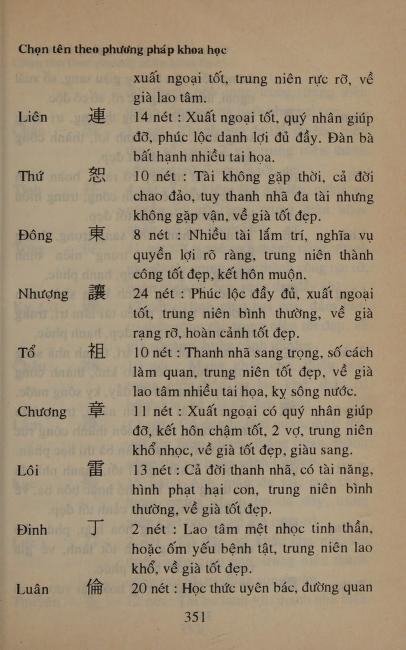 Chọn tên theo phương pháp khoa học
xuất ngoại tốt, trung niên rực rỡ, về
già lao tâm.
Liên 連 14 nét : Xuất ngoại tốt, quý nhân giúp
đỡ, phúc lộc danh lợi đủ đầy. Đàn bà
bất hạnh nhiều tai họa.
Thứ 恕 10 nét : Tài không gặp thời, cả đời
chao đảo, tuy thanh nhã đa tài nhưng
không gặp vận, về già tốt đẹp.
Đông 東 8 nét : Nhiều tài lắm trí, nghĩa vụ
quyền lợi rõ ràng, trung niên thành
công tốt đẹp, kết hôn muộn.
Nhượng 讓 24 nét : Phúc lộc đầy đủ, xuất ngoại
tốt, trung niên bình thường, về già
rạng rỡ, hoàn cảnh tốt đẹp.
Tổ 祖 10 nét : Thanh nhã sang trọng, số cách
làm quan, trung niên tốt đẹp, về già
lao tâm nhiều tai họa, kỵ sông nước.
Chương 章 11 nét : Xuất ngoại có quý nhân giúp
đỡ, kết hôn chậm tốt, 2 vợ, trung niên
khổ nhọc, về già tốt đẹp, giàu sang.
Lôi 雷 13 nét : Cả đời thanh nhã, có tài năng,
hình phạt hại con, trung niên bình
thường, về già tốt đẹp.
Đinh 丁 2 nét : Lao tâm mệt nhọc tinh thần,
hoặc ốm yếu bệnh tật, trung niên lao
khổ, về già tốt đẹp.
Luân 倫 20 nét : Học thức uyên bác, đường quan
351